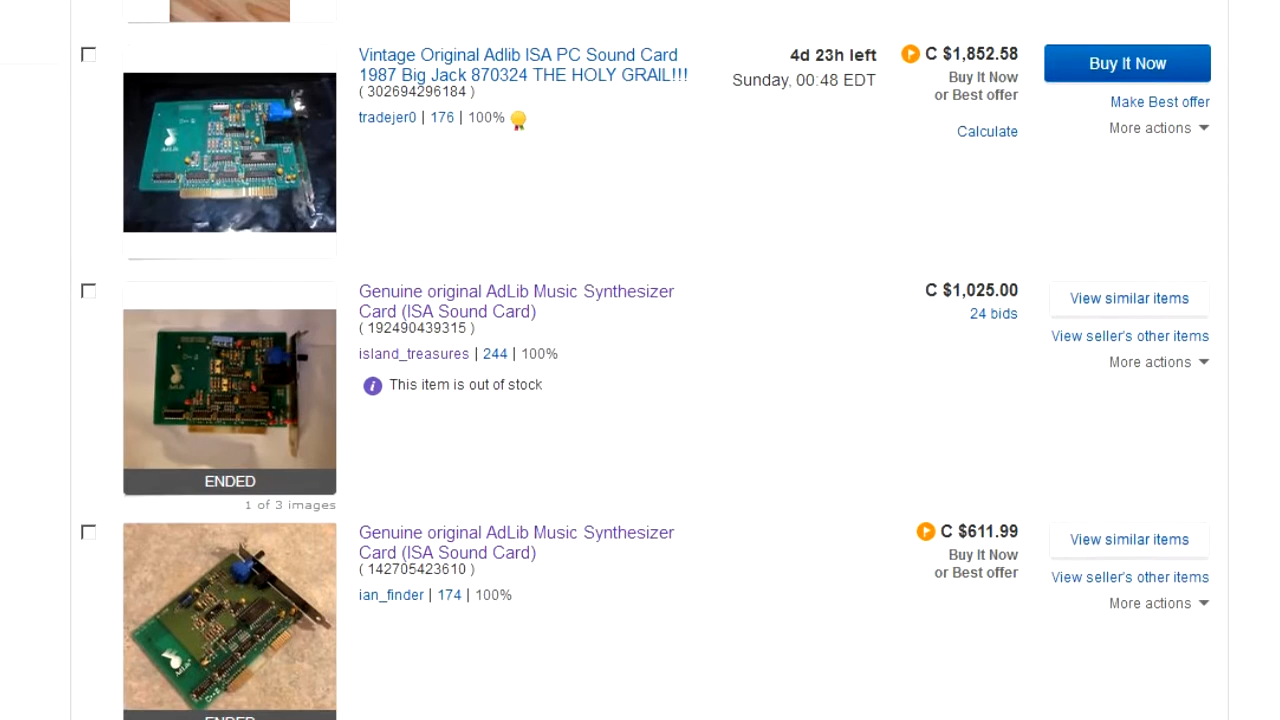 Vintage Original Adlib ISA PC Sound Card
1987 Big Jack 870324 THE HOLY GRAIL!!!
( 302694296184 )
tradejer0 | 176 | 100%
4d 23h left
Sunday, 00:48 EDT
C $1,852.58
Buy It Now
or Best offer
Calculate
Buy It Now
Make Best offer
More actions
AdLib
Genuine original AdLib Music Synthesizer
Card (ISA Sound Card)
( 192490439315 )
island_treasures | 244 | 100%
This item is out of stock
C $1,025.00
24 bids
View similar items
View seller's other items
More actions
AdLib
ENDED
1 of 3 images
Genuine original AdLib Music Synthesizer
Card (ISA Sound Card)
( 142705423610 )
ian_finder | 174 | 100%
C $611.99
Buy It Now
or Best offer
View similar items
View seller's other items
More actions
AdLib
ENDED